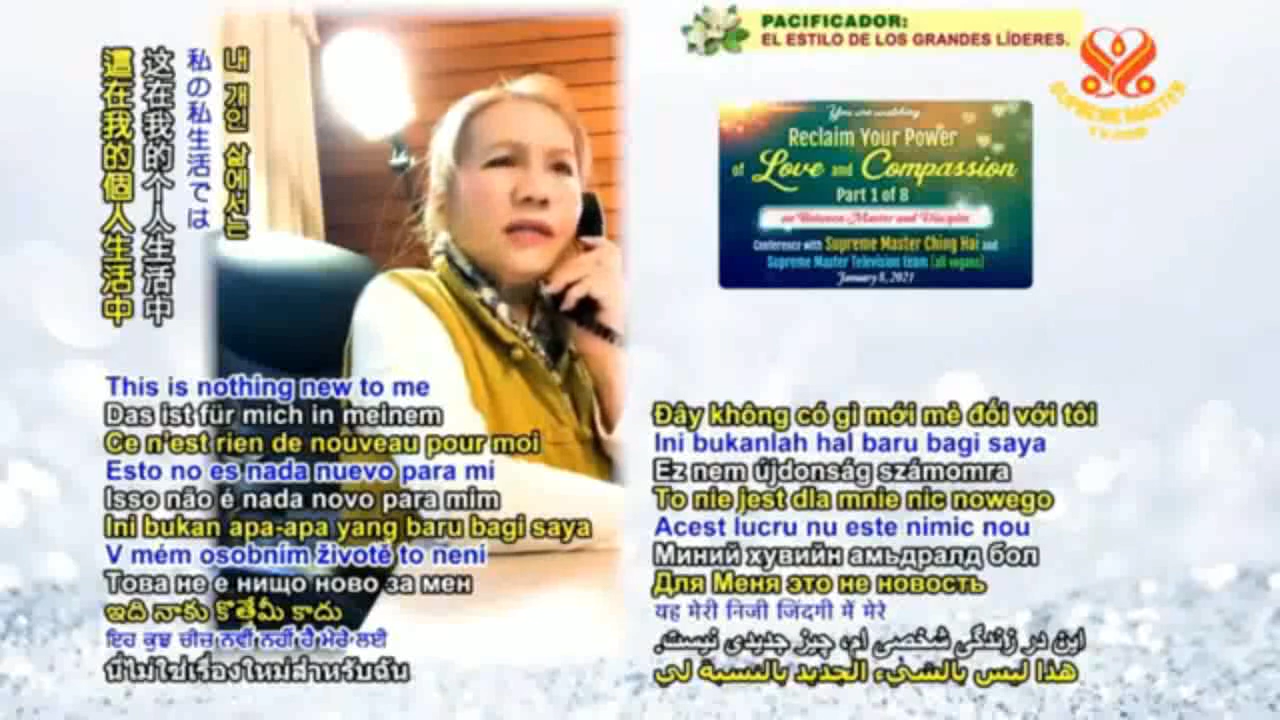 PACIFICADOR:
EL ESTILO DE LOS GRANDES LÍDERES.
SUPREME MASTER
TV.COM
You are watching
Reclaim Your Power
of Love and Compassion
Part 1 of 8
on Between Master and Disciples
Conference with Supreme Master Ching Hai and
Supreme Master Television team (all vegans)
January 8, 2021
這在我的個人生活中
这在我的个人生活中
私の私生活では
내 개인 삶에서는
This is nothing new to me
Das ist für mich in meinem
Ce n'est rien de nouveau pour moi
Esto no es nada nuevo para mi
Isso não é nada novo para mim
Ini bukan apa-apa yang baru bagi saya
V mém osobním životě to není
Това не е нищо ново за мен
ఇది నాకు కొత్తేమీ కాదు
ਇਹ ਕੁਝ ਚੀਜ਼ ਨਵੀਂ ਨਹੀਂ ਹੈ ਮੇਰੇ ਲਈ
นี่ไม่ใช่เรื่องใหม่สำหรับฉัน
Đây không có gì mới mẻ đối với tôi
Ini bukanlah hal baru bagi saya
Ez nem újdonság számomra
To nie jest dla mnie nic nowego
Acest lucru nu este nimic nou
Миний хувийн амьдралд бол
Для Меня это не новость
यह मेरी निजी जिंदगी में मेरे
این در زندگی شخصی ام، چیز جدیدی نیست.
هذا ليس بالشيء الجديد بالنسبة لي